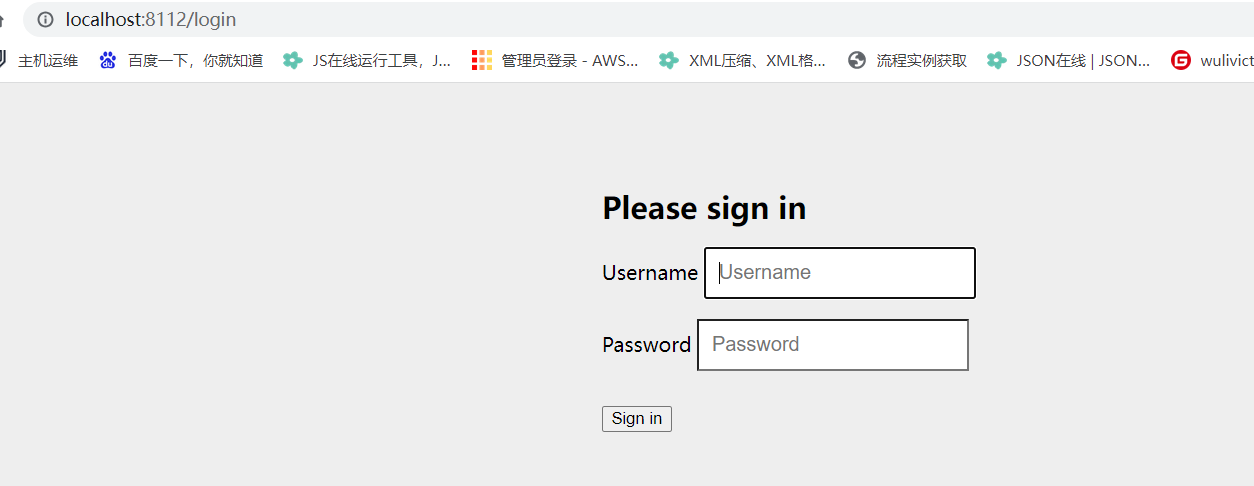 localhost:8112/login
主机运维 百度一下，你就知道 JS在线运行工具，J... 管理员登录 - AWS... XML压缩、XML格... 流程实例获取 JSON在线 | JSON... wulivict
Please sign in
Username Username
Password Password
Sign in